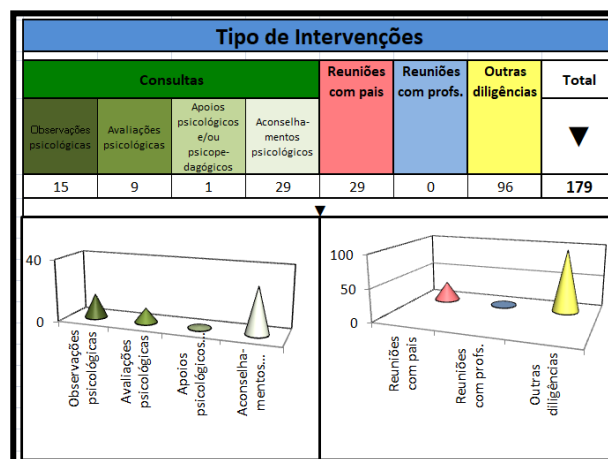 Tipo de Intervenções
Consultas
Reuniões
com pais
Reuniões
com profs.
Outras
diligências
Total
Observações
psicológicas
Avaliações
psicológicas
Apoios
psicológicos
e/ou
psicope-
dagógicos
Aconselha-
mentos
psicológicos
▼
15 9 1 29 29 0 96 179
▼
40
0
Observações
psicológicas
Avaliações
psicológicas
Apoios
psicológicos...
Aconselha-
mentos...
100
50
0
Reuniões
com pais
Reuniões
com profs.
Outras
diligências